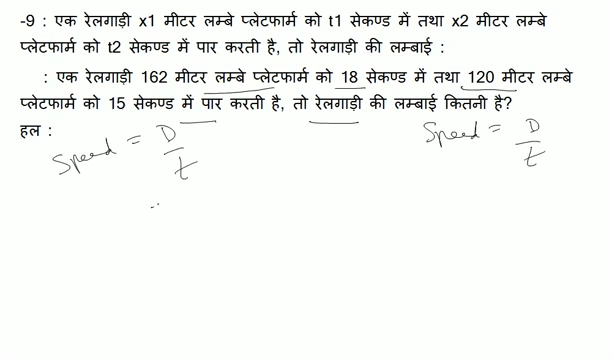 -9 : एक रेलगाड़ी x1 मीटर लम्बे प्लेटफार्म को t1 सेकण्ड में तथा x2 मीटर लम्बे
प्लेटफार्म को t2 सेकण्ड में पार करती है, तो रेलगाड़ी की लम्बाई :
: एक रेलगाड़ी 162 मीटर लम्बे प्लेटफार्म को 18 सेकण्ड में तथा 120 मीटर लम्बे
प्लेटफार्म को 15 सेकण्ड में पार करती है, तो रेलगाड़ी की लम्बाई कितनी है?
हल :
Speed = D/t
Speed = D/t